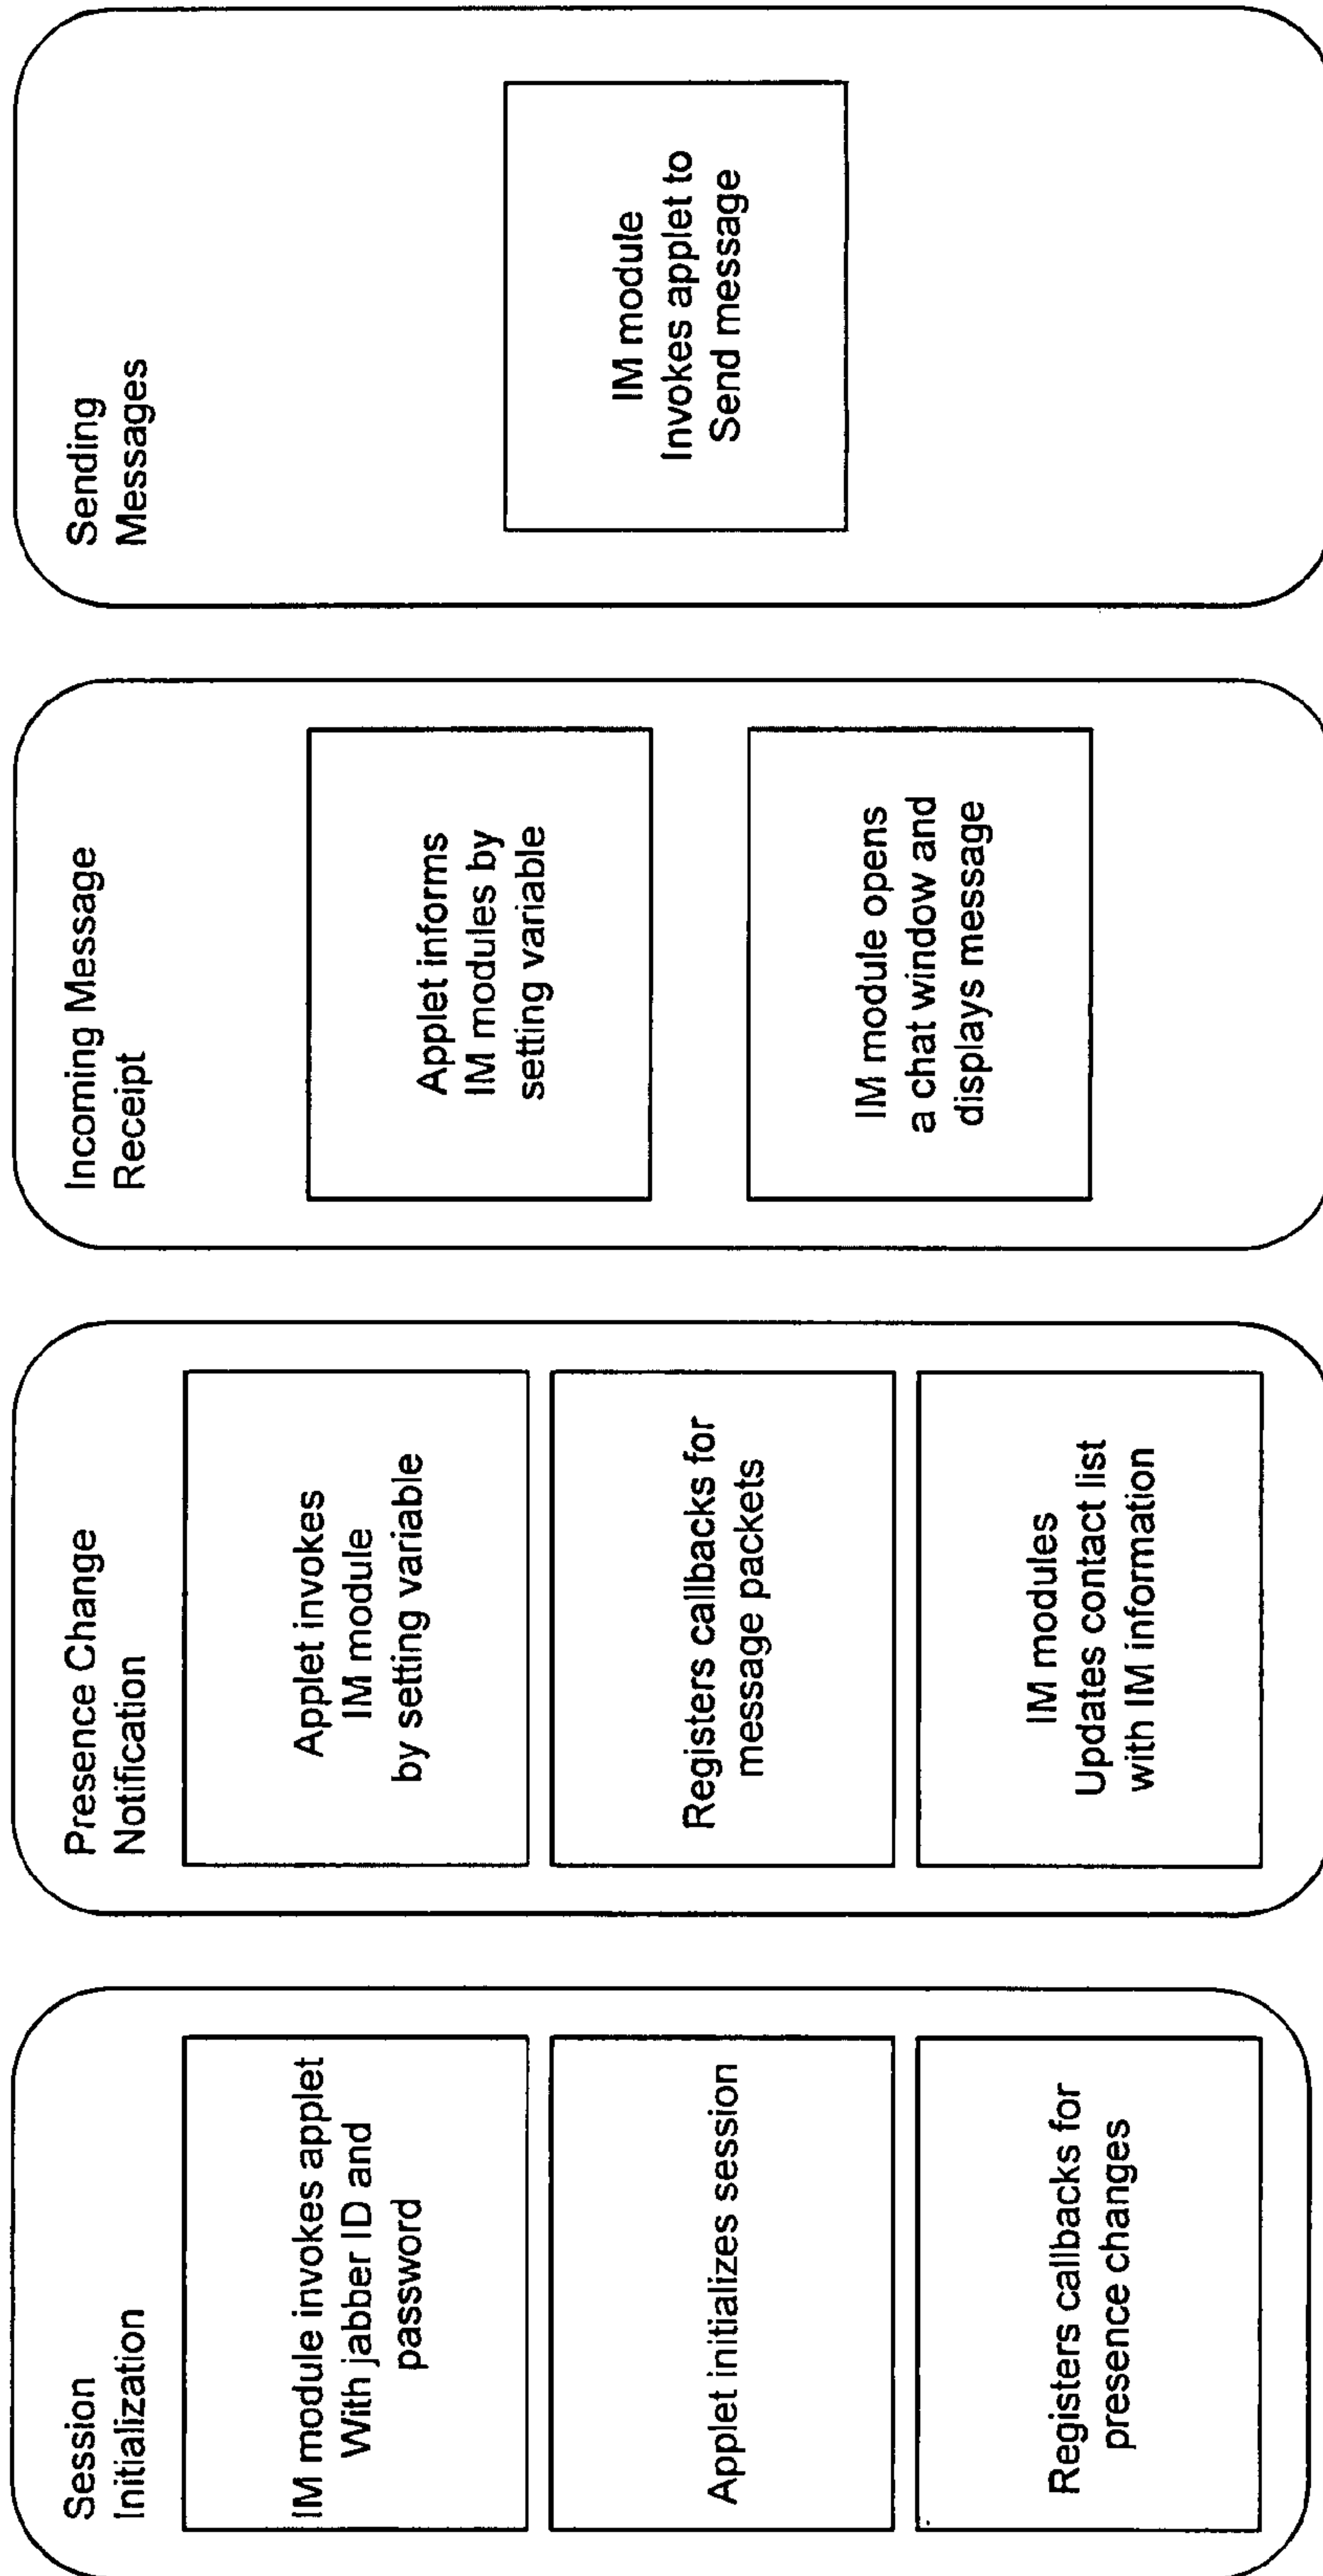 Session
Initialization
IM module invokes applet
With jabber ID and
password
Applet initializes session
Registers callbacks for
presence changes
Presence Change
Notification
Applet invokes
IM module
by setting variable
Registers callbacks for
message packets
IM modules
Updates contact list
with IM information
Incoming Message
Receipt
Applet informs
IM modules by
setting variable
IM module opens
a chat window and
displays message
Sending
Messages
IM module
Invokes applet to
Send message